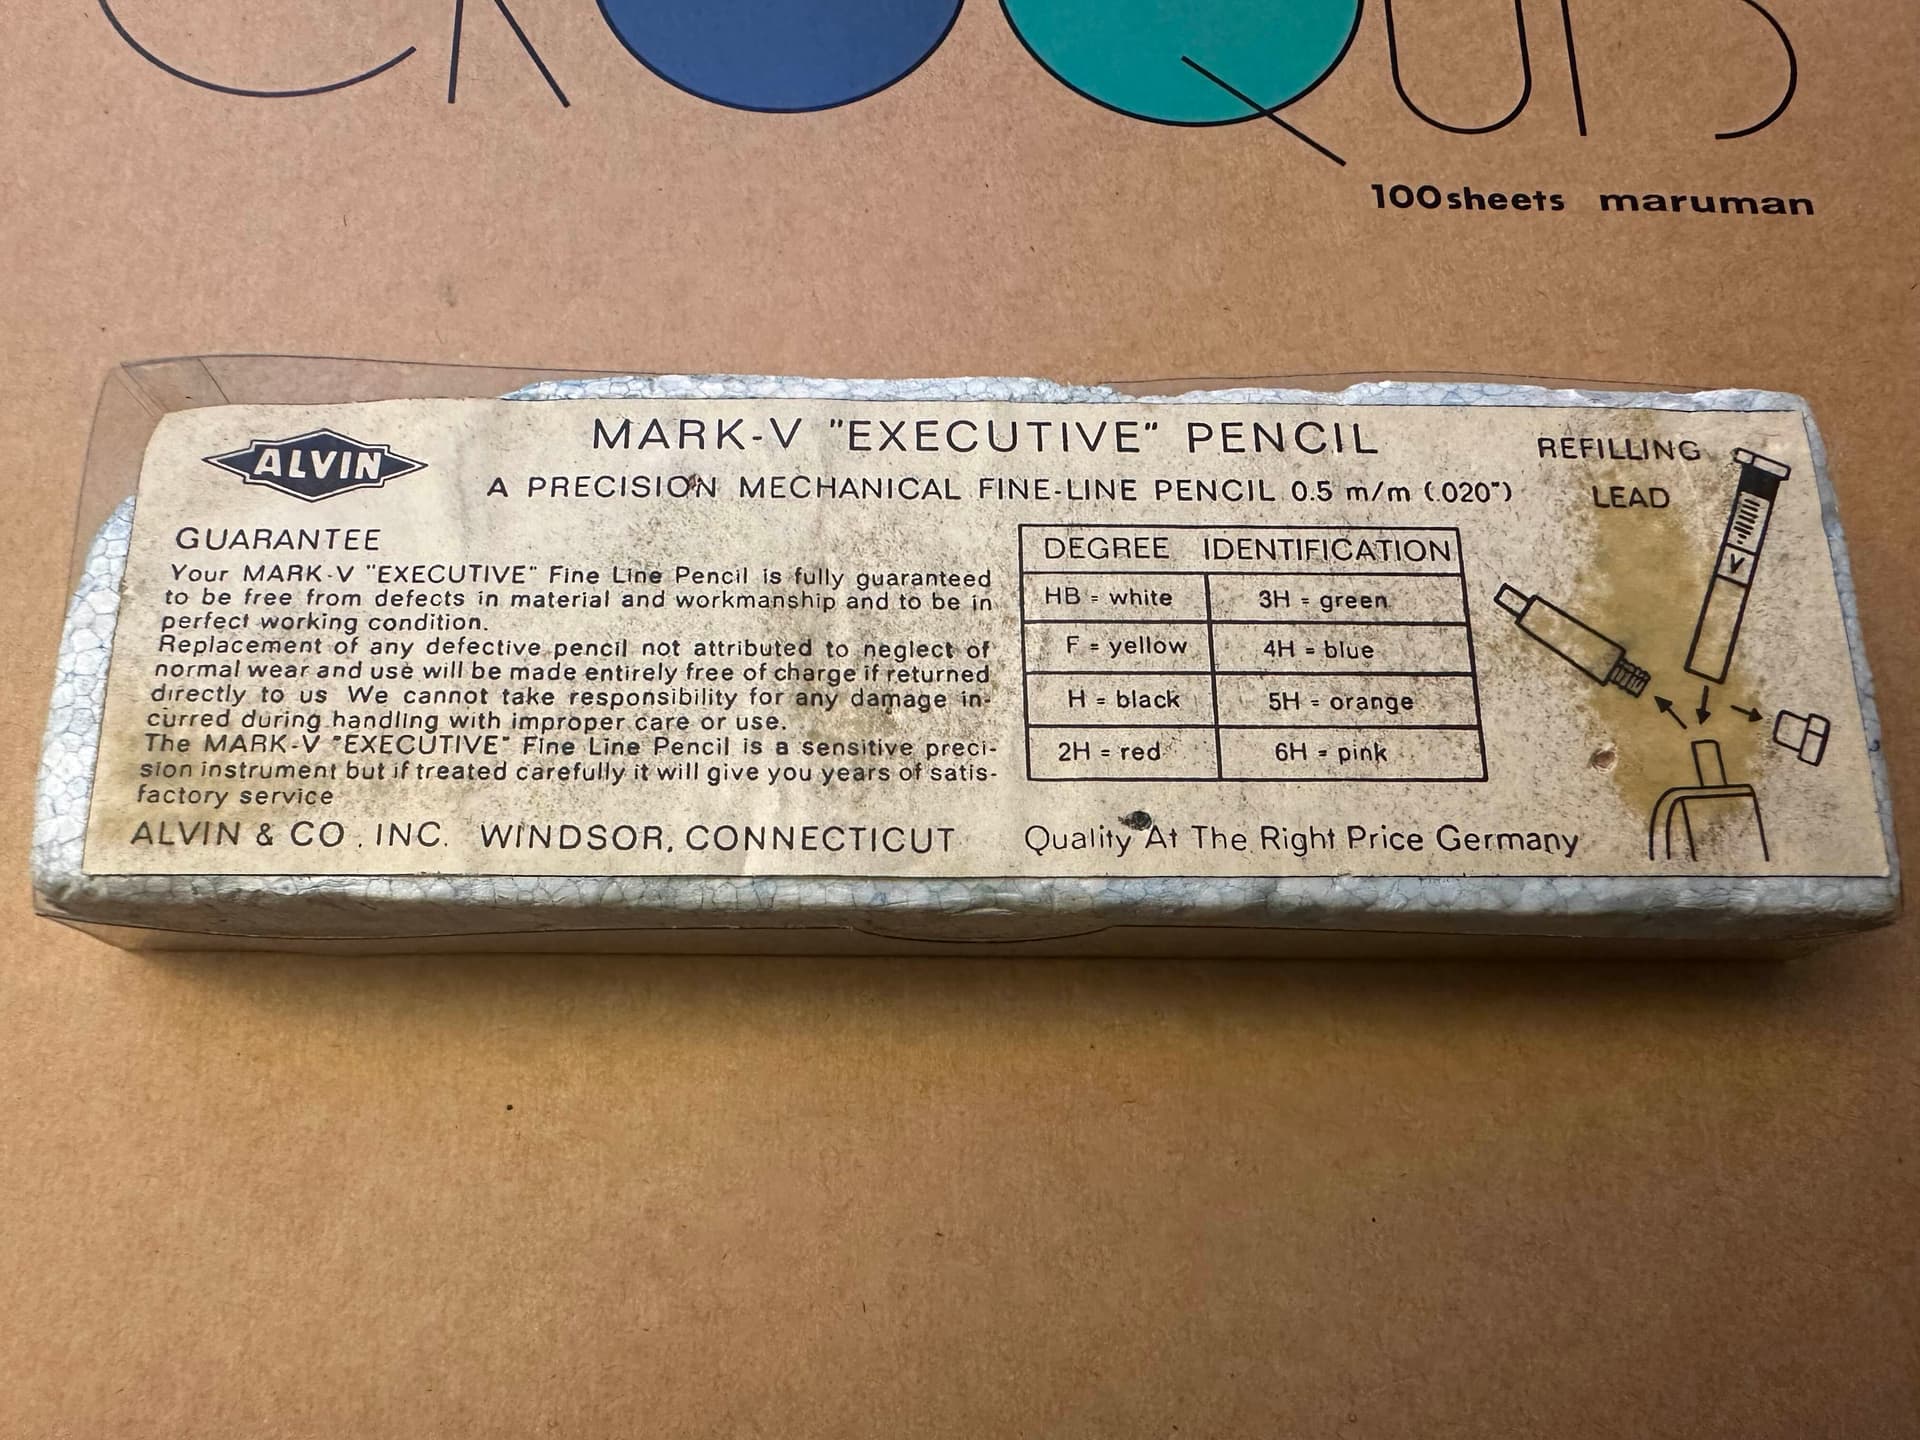 CROQUIS
100sheets maruman
ALVIN
MARK-V "EXECUTIVE" PENCIL
A PRECISION MECHANICAL FINE-LINE PENCIL 0.5 m/m (.020")
GUARANTEE
Your MARK-V "EXECUTIVE" Fine Line Pencil is fully guaranteed
to be free from defects in material and workmanship and to be in
perfect working condition.
Replacement of any defective pencil not attributed to neglect of
normal wear and use will be made entirely free of charge if returned
directly to us We cannot take responsibility for any damage in-
curred during handling with improper care or use.
The MARK-V "EXECUTIVE" Fine Line Pencil is a sensitive preci-
sion instrument but if treated carefully it will give you years of satis-
factory service
ALVIN & CO. INC. WINDSOR, CONNECTICUT
DEGREE IDENTIFICATION
HB = white 3H = green
F = yellow 4H = blue
H = black 5H = orange
2H = red 6H = pink
Quality At The Right Price Germany
REFILLING
LEAD